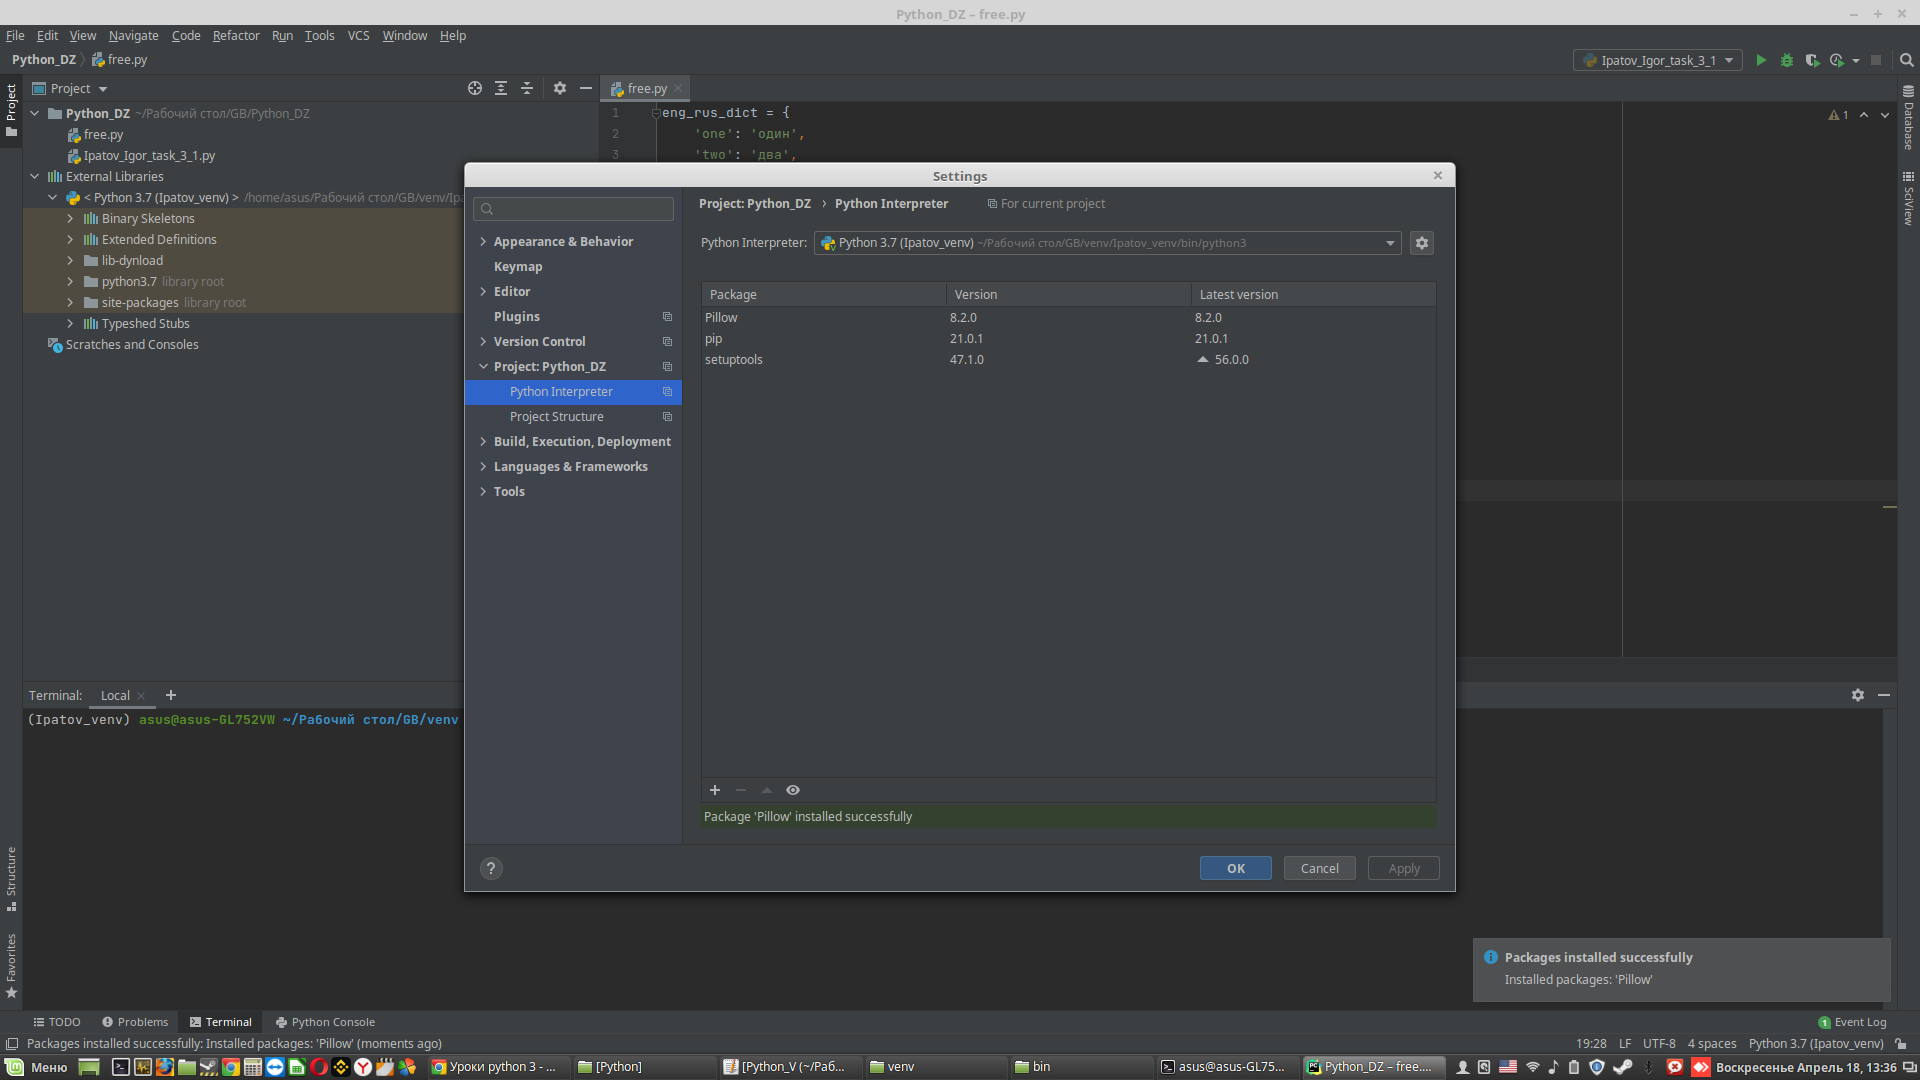 Python_DZ – free.py
File Edit View Navigate Code Refactor Run Tools VCS Window Help
Python_DZ free.py
Ipatov_Igor_task_3_1
Project
Project
free.py
Python_DZ ~/Рабочий стол/GB/Python_DZ
free.py
Ipatov_Igor_task_3_1.py
External Libraries
< Python 3.7 (Ipatov_venv) > /home/asus/Рабочий стол/GB/venv/Ipa
Binary Skeletons
Extended Definitions
lib-dynload
python3.7 library root
site-packages library root
Typeshed Stubs
Scratches and Consoles
1 eng_rus_dict = {
2 'one': 'один',
3 'two': 'два',
1
Database
SciView
Settings
Appearance & Behavior
Keymap
Editor
Plugins
Version Control
Project: Python_DZ
Python Interpreter
Project Structure
Build, Execution, Deployment
Languages & Frameworks
Tools
Project: Python_DZ › Python Interpreter For current project
Python Interpreter: Python 3.7 (Ipatov_venv) ~/Рабочий стол/GB/venv/Ipatov_venv/bin/python3
Package Version Latest version
Pillow 8.2.0 8.2.0
pip 21.0.1 21.0.1
setuptools 47.1.0 56.0.0
Package 'Pillow' installed successfully
?
OK Cancel Apply
Terminal: Local
(Ipatov_venv) asus@asus-GL752VW ~/Рабочий стол/GB/venv
Structure
Favorites
Packages installed successfully
Installed packages: 'Pillow'
TODO Problems Terminal Python Console
1 Event Log
Packages installed successfully: Installed packages: 'Pillow' (moments ago)
19:28 LF UTF-8 4 spaces Python 3.7 (Ipatov_venv)
Меню
Уроки python 3 - ...
[Python]
[Python_V (~/Раб...
venv
bin
asus@asus-GL75...
Python_DZ – free....
Воскресенье Апрель 18, 13:36